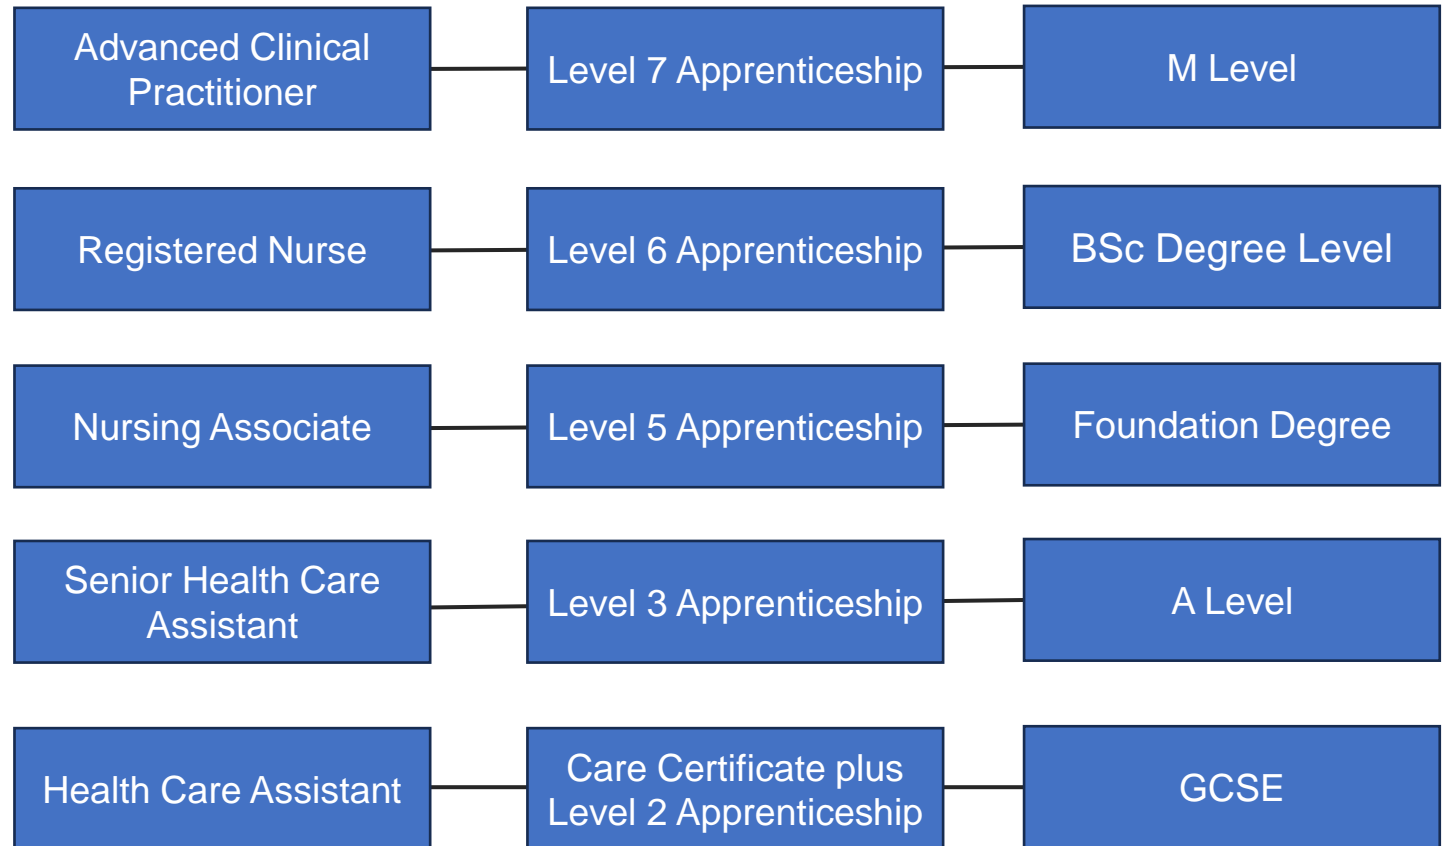 Advanced Clinical
Practitioner
Level 7 Apprenticeship
M Level
Registered Nurse
Level 6 Apprenticeship
BSc Degree Level
Nursing Associate
Level 5 Apprenticeship
Foundation Degree
Senior Health Care
Assistant
Level 3 Apprenticeship
A Level
Health Care Assistant
Care Certificate plus
Level 2 Apprenticeship
GCSE